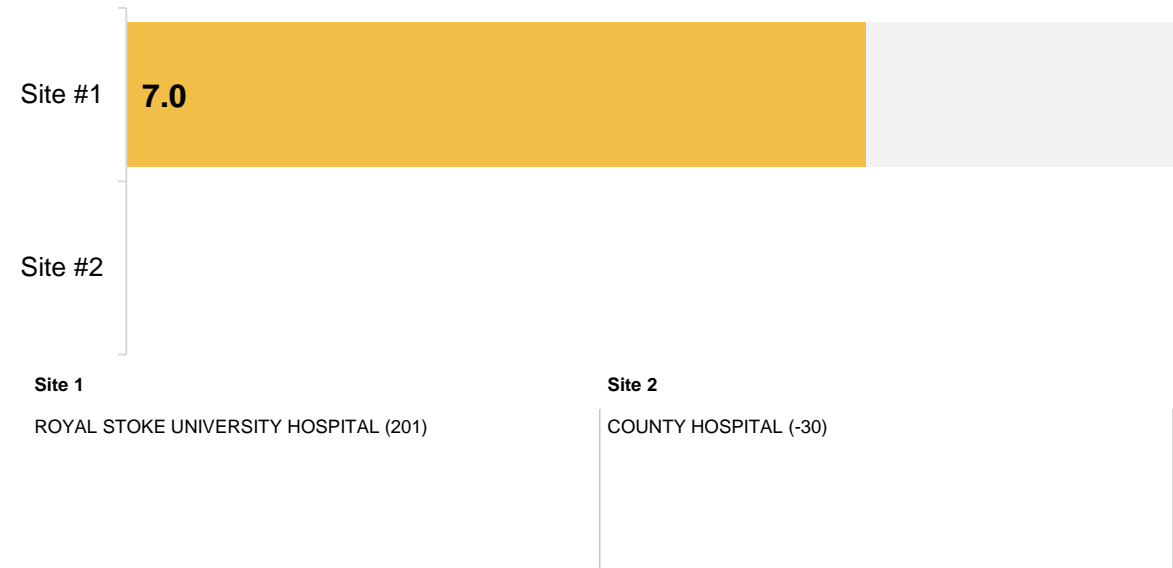 Site #1
7.0
Site #2
Site 1
Site 2
ROYAL STOKE UNIVERSITY HOSPITAL (201)
COUNTY HOSPITAL (-30)